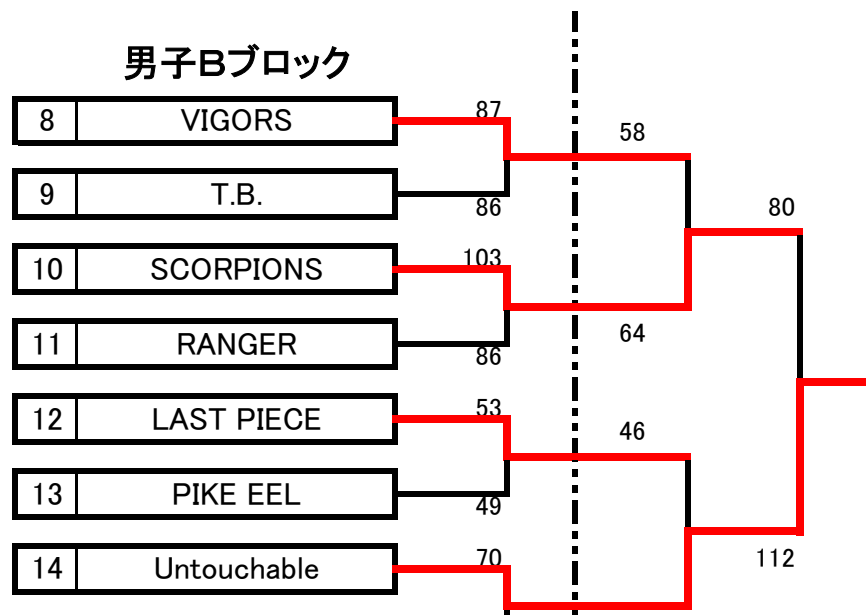 男子Bブロック
8 VIGORS 87 58
9 T.B. 86 80
10 SCORPIONS 103
11 RANGER 86 64
12 LAST PIECE 53 46
13 PIKE EEL 49
14 Untouchable 70 112